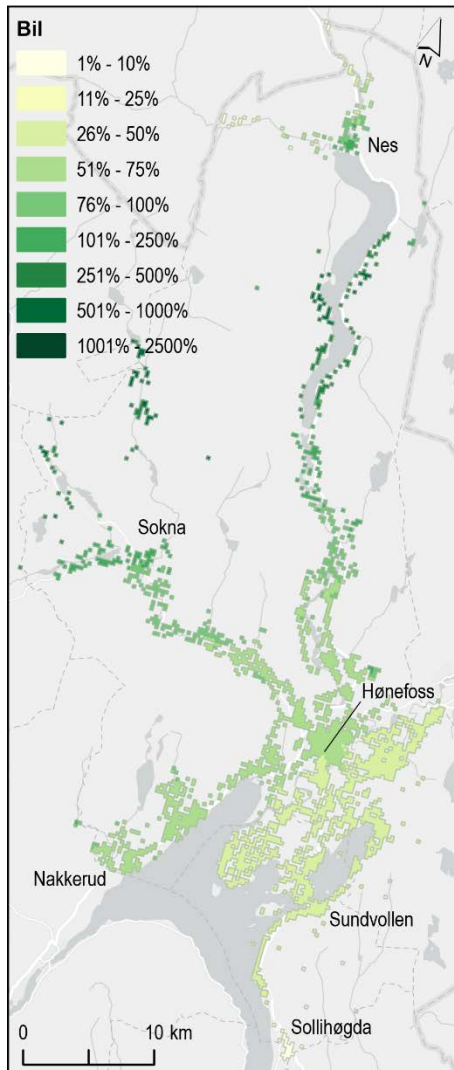 Bil
1% - 10%
11% - 25%
26% - 50%
51% - 75%
76% - 100%
101% - 250%
251% - 500%
501% - 1000%
1001% - 2500%
N
Nes
Sokna
Hønefoss
Nakkerud
Sundvollen
Sollihøgda
0 10 km